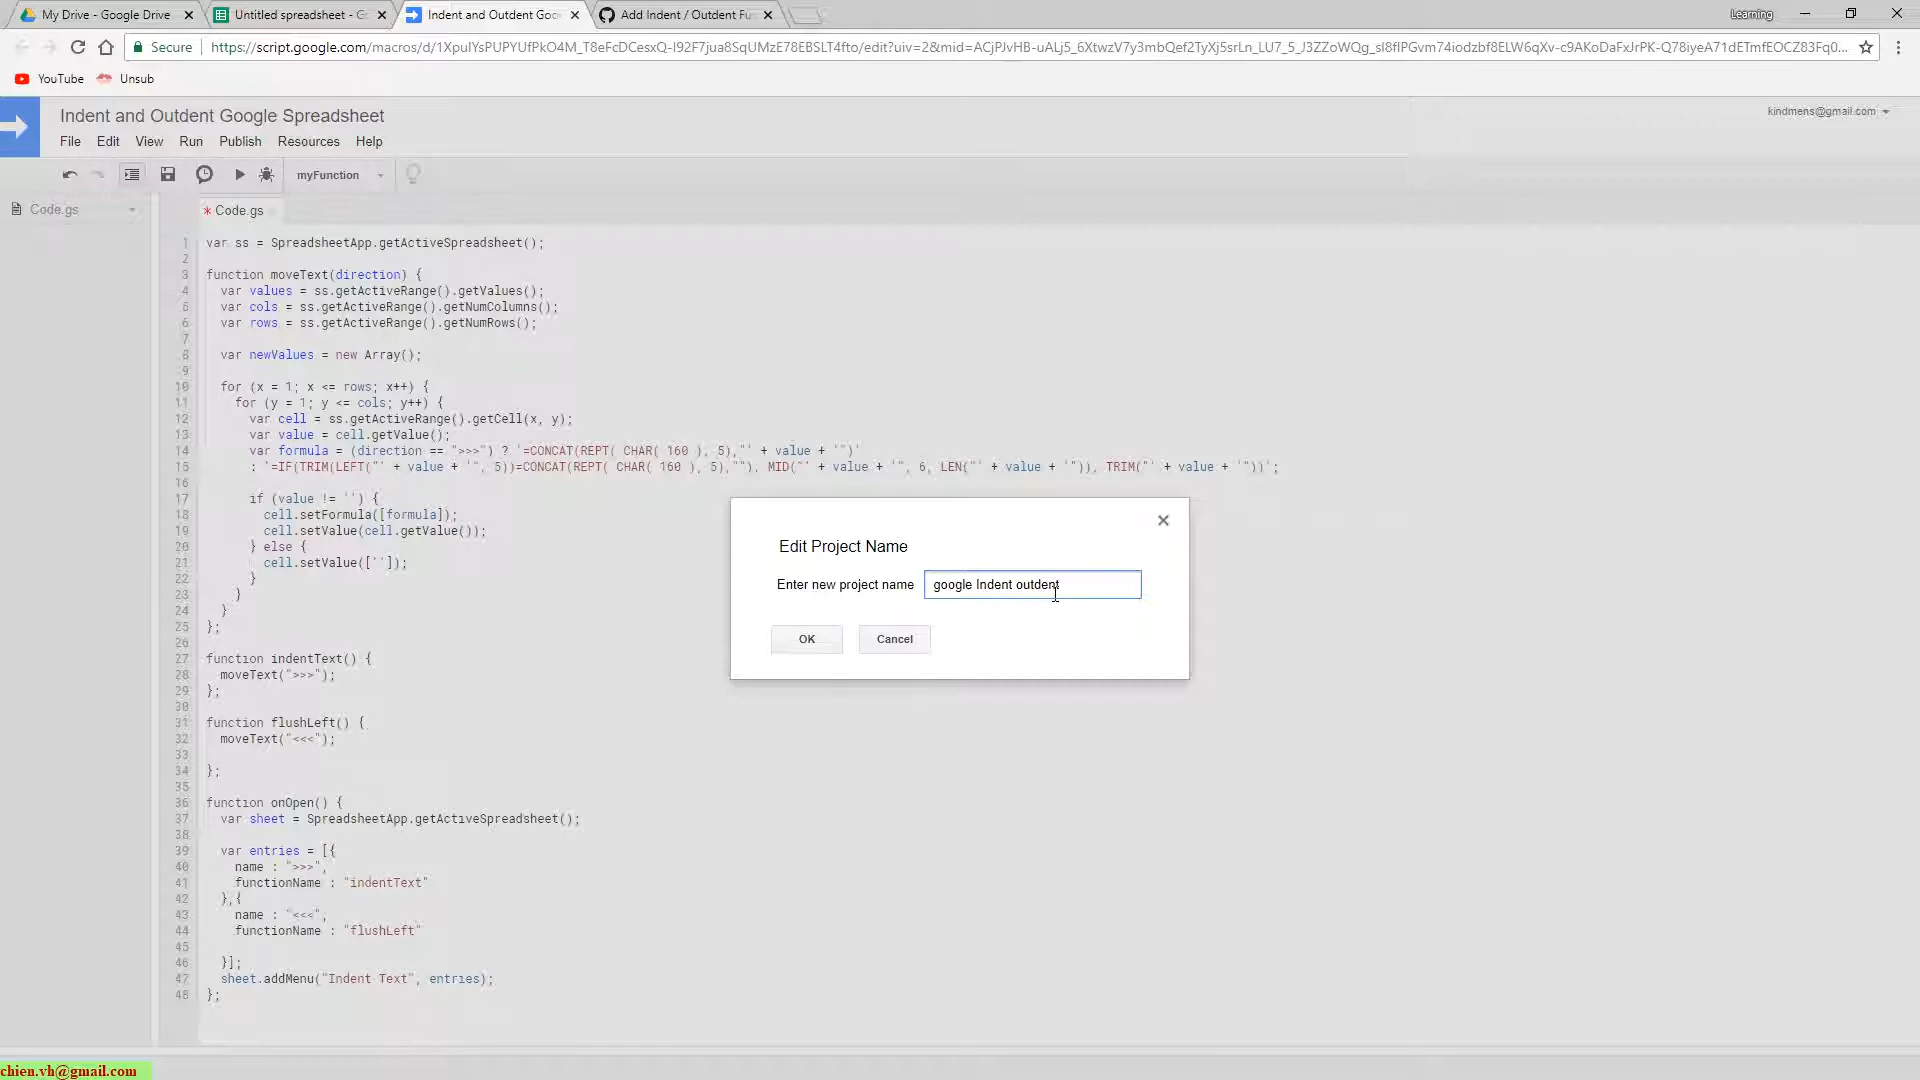 My Drive - Google Drive
Untitled spreadsheet - G
Indent and Outdent Goo
Add Indent / Outdent Fu
Learning
Secure
https://script.google.com/macros/d/1XpulYsPUPYUfPkO4M_T8eFcDCesxQ-I92F7jua8SqUMzE78EBSLT4fto/edit?uiv=2&mid=ACjPJvHB-uALj5_6XtwzV7y3mbQef2TyXj5srLn_LU7_5_J3ZZoWQg_sl8flPGvm74iodzbf8ELW6qXv-c9AKoDaFxJrPK-Q78iyeA71dETmfEOCZ83Fq0...
YouTube
Unsub
Indent and Outdent Google Spreadsheet
kindmens@gmail.com
File Edit View Run Publish Resources Help
myFunction
Code.gs
* Code.gs
1 var ss = SpreadsheetApp.getActiveSpreadsheet();
2
3 function moveText(direction) {
4 var values = ss.getActiveRange().getValues();
5 var cols = ss.getActiveRange().getNumColumns();
6 var rows = ss.getActiveRange().getNumRows();
7
8 var newValues = new Array();
9
10 for (x = 1; x <= rows; x++) {
11 for (y = 1; y <= cols; y++) {
12 var cell = ss.getActiveRange().getCell(x, y);
13 var value = cell.getValue();
14 var formula = (direction == ">>>") ? '=CONCAT(REPT( CHAR( 160 ), 5),"' + value + '")'
15 : '=IF(TRIM(LEFT("' + value + '", 5))=CONCAT(REPT( CHAR( 160 ), 5),""), MID("' + value + '", 6, LEN("' + value + '")), TRIM("' + value + '"))';
16
17 if (value != '') {
18 cell.setFormula([formula]);
19 cell.setValue(cell.getValue());
20 } else {
21 cell.setValue(['']);
22 }
23 }
24 }
25 };
26
27 function indentText() {
28 moveText(">>>");
29 };
30
31 function flushLeft() {
32 moveText("<<<");
33
34 };
35
36 function onOpen() {
37 var sheet = SpreadsheetApp.getActiveSpreadsheet();
38
39 var entries = [{
40 name : ">>>",
41 functionName : "indentText"
42 },{
43 name : "<<<",
44 functionName : "flushLeft"
45
46 }];
47 sheet.addMenu("Indent Text", entries);
48 };
Edit Project Name
Enter new project name google Indent outdent
OK Cancel
chien.vh@gmail.com